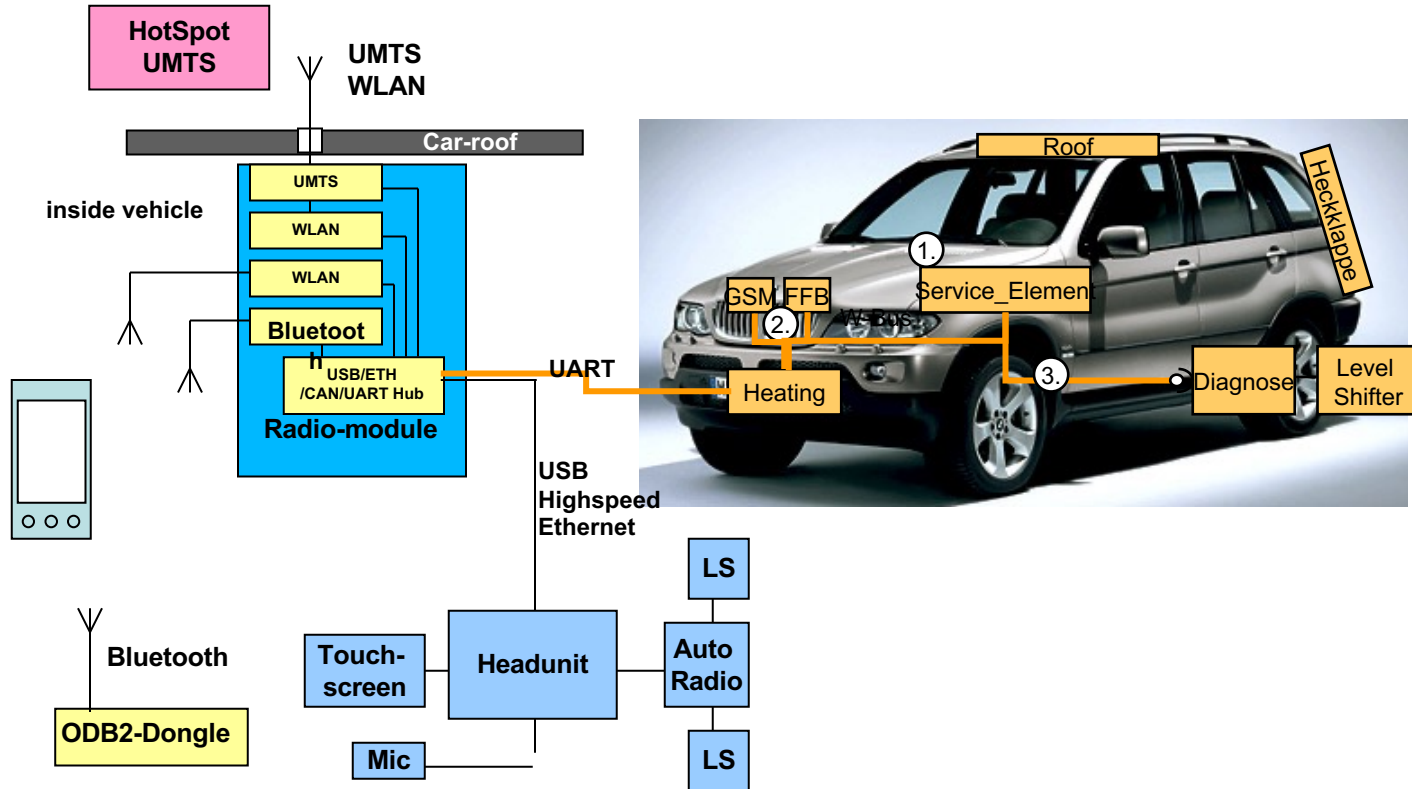 HotSpot
UMTS
UMTS
WLAN
Car-roof
inside vehicle
UMTS
WLAN
WLAN
Bluetoot
h
USB/ETH
/CAN/UART Hub
Radio-module
UART
USB
Highspeed
Ethernet
Roof
Heckklappe
1.
GSM
FFB
Service_Element
2.
W-Bus
Heating
3.
Diagnose
Level
Shifter
LS
Touch-
screen
Headunit
Auto
Radio
Bluetooth
ODB2-Dongle
Mic
LS